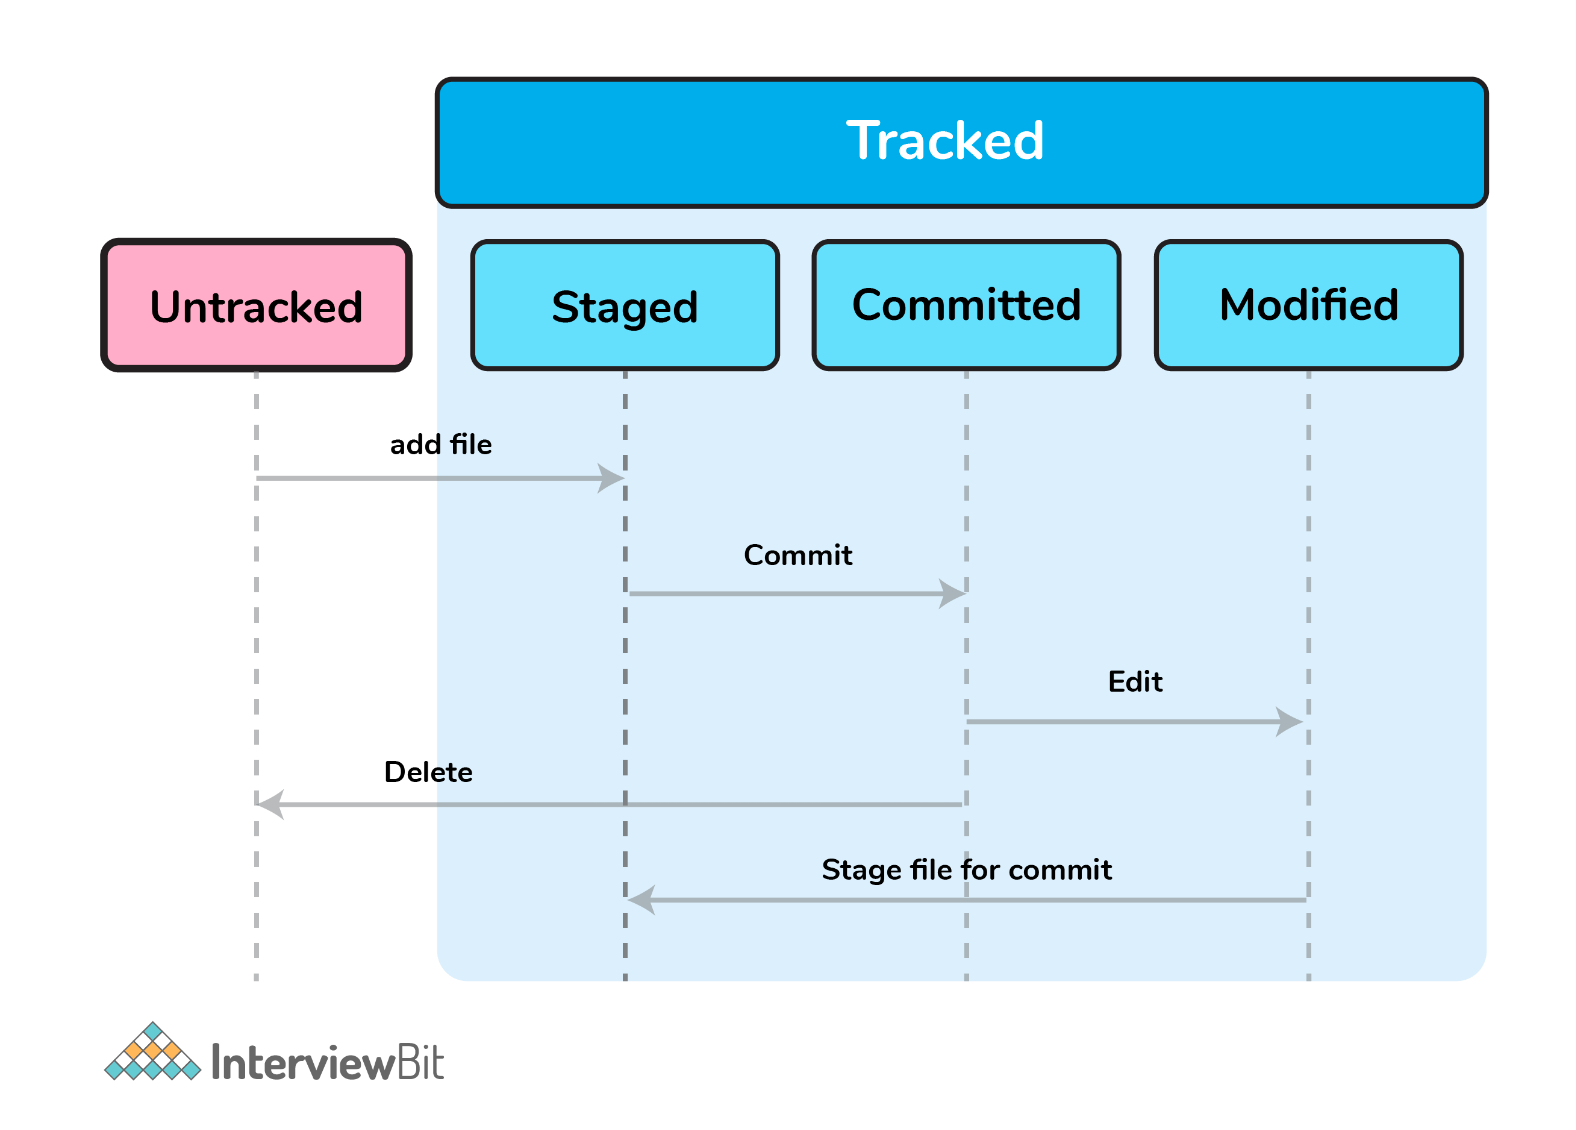 Tracked
Untracked
Staged
Committed
Modified
add file
Commit
Edit
Delete
Stage file for commit
InterviewBit